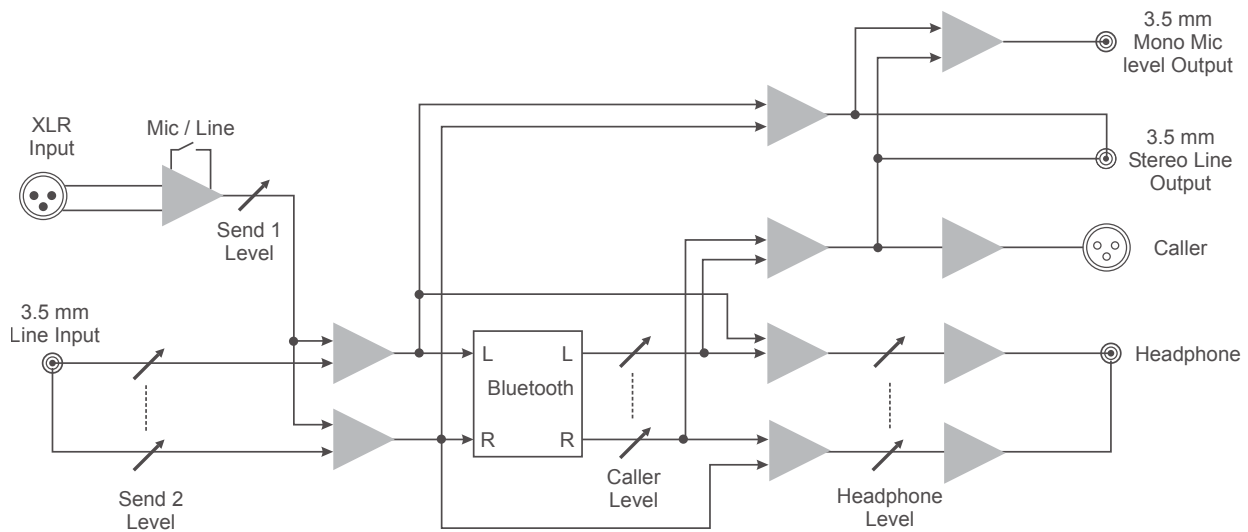 3.5 mm
Mono Mic
level Output
XLR
Input
Mic / Line
3.5 mm
Stereo Line
Output
Send 1
Level
Caller
3.5 mm
Line Input
L
L
Bluetooth
Headphone
R
R
Send 2
Level
Caller
Level
Headphone
Level